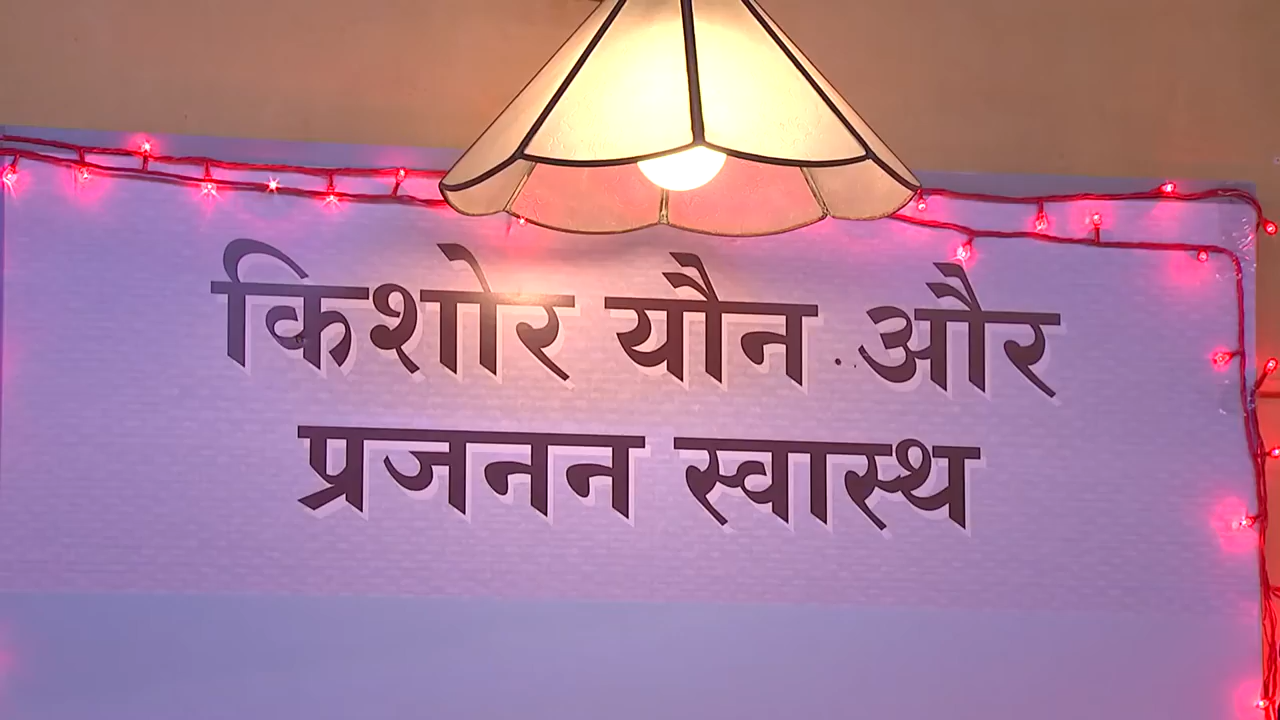 किशोर यौन और
प्रजनन स्वास्थ